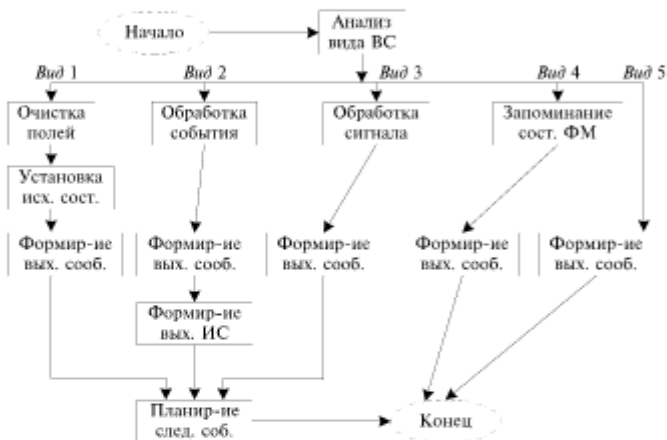 Начало
Анализ
вида ВС
Вид 1
Вид 2
Вид 3
Вид 4
Вид 5
Очистка
полей
Обработка
события
Обработка
сигнала
Запоминание
сост. ФМ
Установка
исх. сост.
Формир-ие
вых. сооб.
Формир-ие
вых. сооб.
Формир-ие
вых. сооб.
Формир-ие
вых. сооб.
Формир-ие
вых. сооб.
Формир-ие
вых. ИС
Планир-ие
след. соб.
Конец